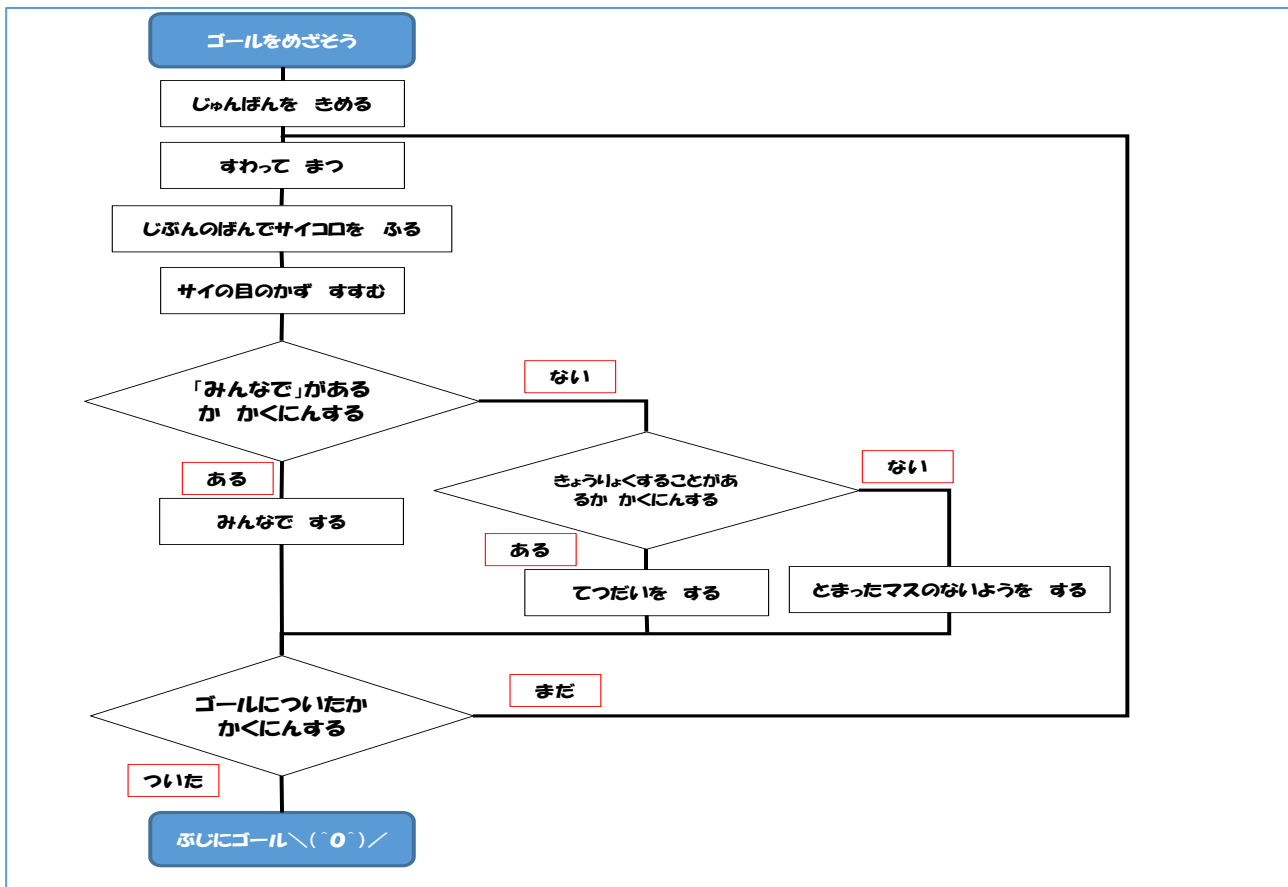 ゴールをめざそう
じゅんばんを　きめる
すわって　まつ
じぶんのばんでサイコロを　ふる
サイの目のかず　すすむ
「みんなで」がある
か　かくにんする
ない
ある
みんなで　する
きょうりょくすることがあ
るか　かくにんする
ない
ある
てつだいを　する
とまったマスのないようを　する
ゴールについたか
かくにんする
まだ
ついた
ぶじにゴール＼(＾O＾)／